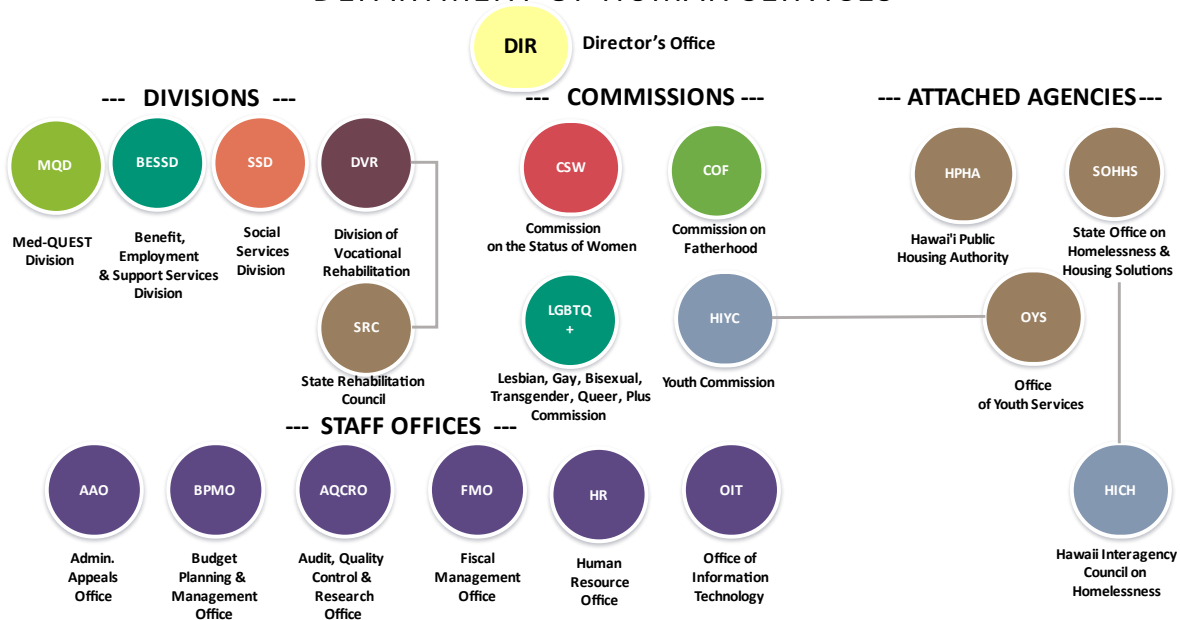 DEPARTMENT OF HUMAN SERVICES
DIR
Director's Office
--- DIVISIONS ---
MQD
Med-QUEST
Division
BESSD
Benefit,
Employment
& Support Services
Division
SSD
Social
Services
Division
DVR
Division of
Vocational
Rehabilitation
SRC
State Rehabilitation
Council
--- COMMISSIONS ---
CSW
Commission
on the Status of Women
COF
Commission on
Fatherhood
LGBTQ
+
Lesbian, Gay, Bisexual,
Transgender, Queer, Plus
Commission
HIYC
Youth Commission
--- ATTACHED AGENCIES ---
HPHA
Hawai'i Public
Housing Authority
SOHHS
State Office on
Homelessness &
Housing Solutions
OYS
Office
of Youth Services
HICH
Hawaii Interagency
Council on
Homelessness
--- STAFF OFFICES ---
AAO
Admin.
Appeals
Office
BPMO
Budget
Planning &
Management
Office
AQCRO
Audit, Quality
Control &
Research
Office
FMO
Fiscal
Management
Office
HR
Human
Resource
Office
OIT
Office of
Information
Technology